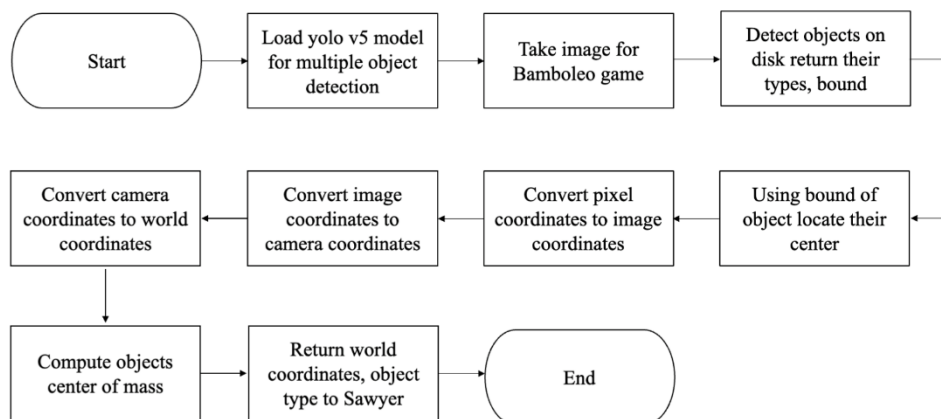 Start
Load yolo v5 model
for multiple object
detection
Take image for
Bamboleo game
Detect objects on
disk return their
types, bound
Using bound of
object locate their
center
Convert pixel
coordinates to image
coordinates
Convert image
coordinates to
camera coordinates
Convert camera
coordinates to world
coordinates
Compute objects
center of mass
Return world
coordinates, object
type to Sawyer
End